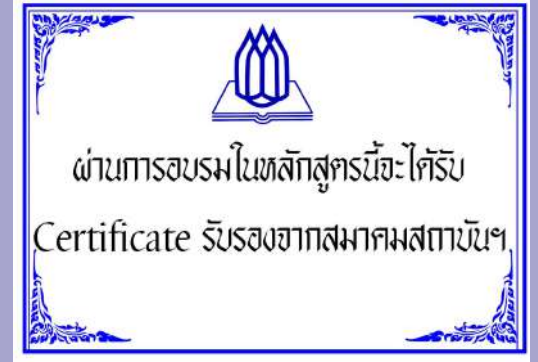 ผ่านการอบรมในหลักสูตรนี้จะได้รับ
Certificate รับรองจากสมาคมสถาบันฯ